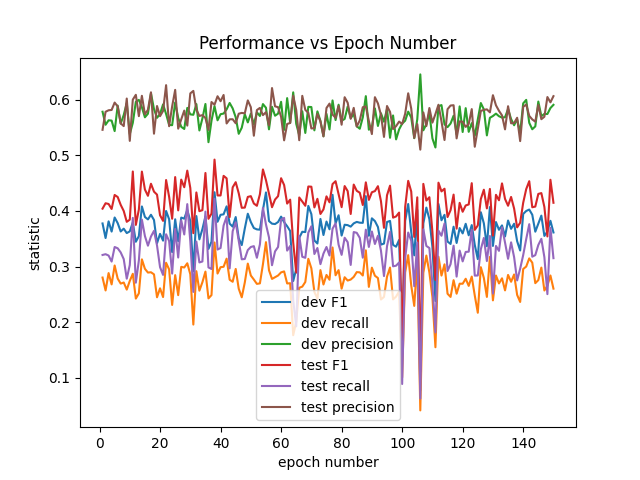 Performance vs Epoch Number
statistic
0.6
0.5
0.4
0.3
0.2
0.1
dev F1
dev recall
dev precision
test F1
test recall
test precision
0 20 40 60 80 100 120 140
epoch number